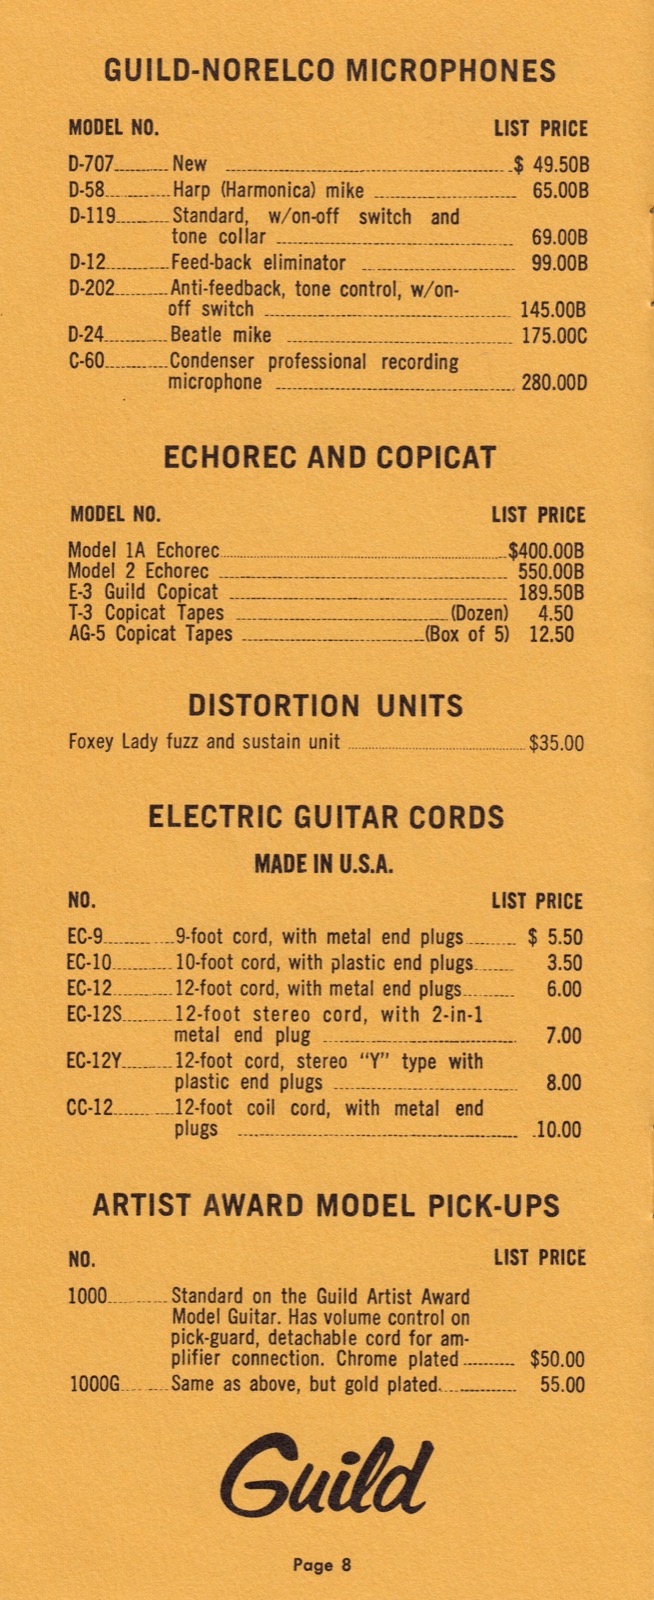 GUILD-NORELCO MICROPHONES
MODEL NO. LIST PRICE
D-707 New $ 49.50B
D-58 Harp (Harmonica) mike 65.00B
D-119 Standard, w/on-off switch and
tone collar 69.00B
D-12 Feed-back eliminator 99.00B
D-202 Anti-feedback, tone control, w/on-
off switch 145.00B
D-24 Beatle mike 175.00C
C-60 Condenser professional recording
microphone 280.00D
ECHOREC AND COPICAT
MODEL NO. LIST PRICE
Model 1A Echorec $400.00B
Model 2 Echorec 550.00B
E-3 Guild Copicat 189.50B
T-3 Copicat Tapes (Dozen) 4.50
AG-5 Copicat Tapes (Box of 5) 12.50
DISTORTION UNITS
Foxey Lady fuzz and sustain unit $35.00
ELECTRIC GUITAR CORDS
MADE IN U.S.A.
NO. LIST PRICE
EC-9 9-foot cord, with metal end plugs $ 5.50
EC-10 10-foot cord, with plastic end plugs 3.50
EC-12 12-foot cord, with metal end plugs 6.00
EC-12S 12-foot stereo cord, with 2-in-1
metal end plug 7.00
EC-12Y 12-foot cord, stereo “Y” type with
plastic end plugs 8.00
CC-12 12-foot coil cord, with metal end
plugs 10.00
ARTIST AWARD MODEL PICK-UPS
NO. LIST PRICE
1000 Standard on the Guild Artist Award
Model Guitar. Has volume control on
pick-guard, detachable cord for am-
plifier connection. Chrome plated $50.00
1000G Same as above, but gold plated. 55.00
Guild
Page 8